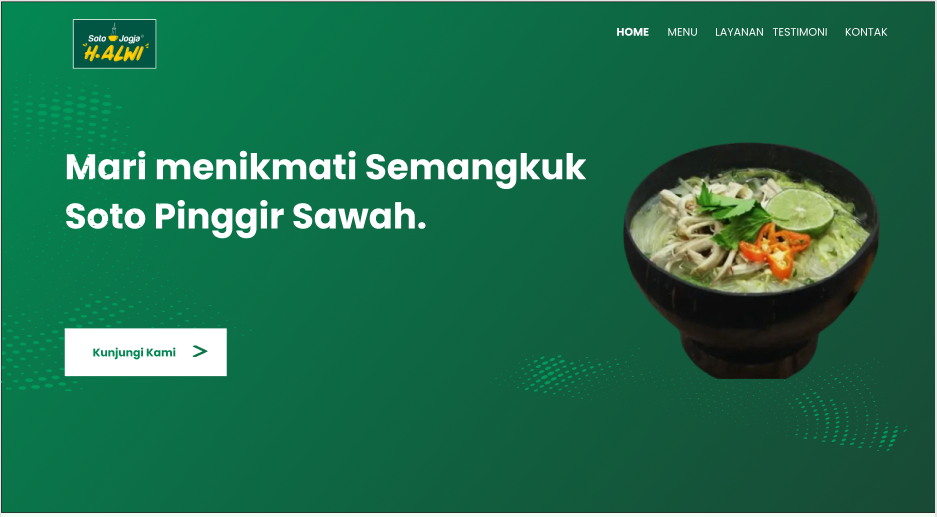 Soto Jogja
H. ALWI
HOME MENU LAYANAN TESTIMONI KONTAK
Mari menikmati Semangkuk
Soto Pinggir Sawah.
Kunjungi Kami >